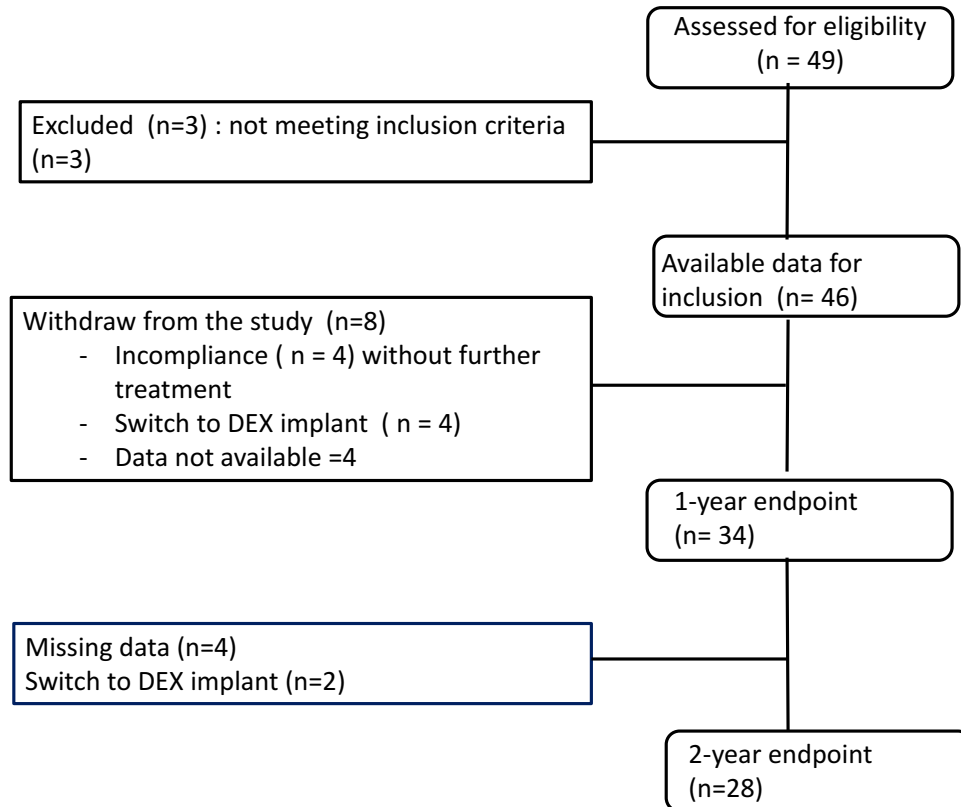 Assessed for eligibility
(n = 49)
Excluded (n=3) : not meeting inclusion criteria
(n=3)
Available data for
inclusion (n= 46)
Withdraw from the study (n=8)
- Incompliance ( n = 4) without further
treatment
- Switch to DEX implant ( n = 4)
- Data not available =4
1-year endpoint
(n= 34)
Missing data (n=4)
Switch to DEX implant (n=2)
2-year endpoint
(n=28)